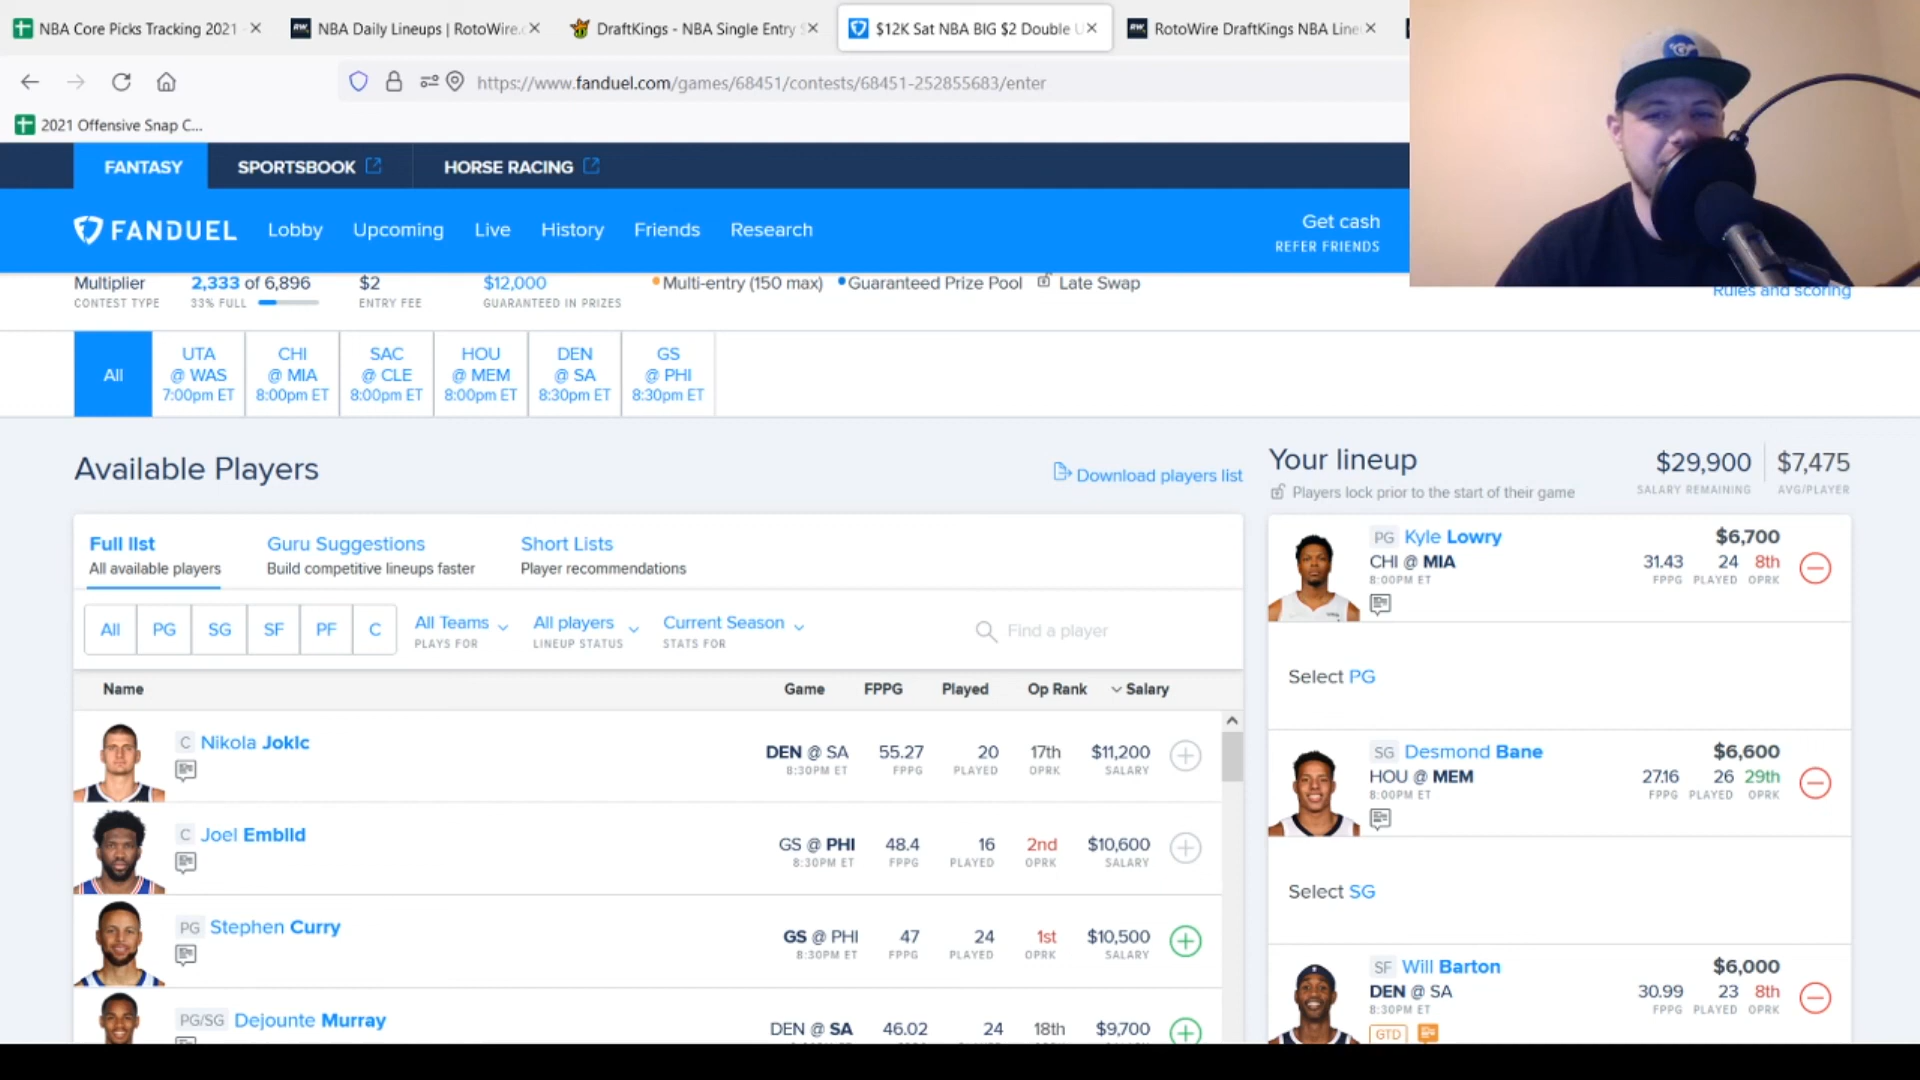 NBA Core Picks Tracking 2021
NBA Daily Lineups | RotoWire.
DraftKings - NBA Single Entry
$12K Sat NBA BIG $2 Double U
RotoWire DraftKings NBA Line
https://www.fanduel.com/games/68451/contests/68451-252855683/enter
2021 Offensive Snap C...
FANTASY SPORTSBOOK HORSE RACING
FANDUEL Lobby Upcoming Live History Friends Research
Get cash
REFER FRIENDS
Multiplier 2,333 of 6,896 $2 $12,000 Multi-entry (150 max) Guaranteed Prize Pool Late Swap
CONTEST TYPE 33% FULL ENTRY FEE GUARANTEED IN PRIZES
Rules and scoring
All
UTA @ WAS 7:00pm ET
CHI @ MIA 8:00pm ET
SAC @ CLE 8:00pm ET
HOU @ MEM 8:00pm ET
DEN @ SA 8:30pm ET
GS @ PHI 8:30pm ET
Available Players
Download players list
Full list
All available players
Guru Suggestions
Build competitive lineups faster
Short Lists
Player recommendations
All PG SG SF PF C
All Teams
PLAYS FOR
All players
LINEUP STATUS
Current Season
STATS FOR
Find a player
Name Game FPPG Played Op Rank Salary
C Nikola Jokic DEN @ SA 55.27 20 17th $11,200
8:30PM ET FPPG PLAYED OPRK SALARY
C Joel Embiid GS @ PHI 48.4 16 2nd $10,600
8:30PM ET FPPG PLAYED OPRK SALARY
PG Stephen Curry GS @ PHI 47 24 1st $10,500
8:30PM ET FPPG PLAYED OPRK SALARY
PG/SG Dejounte Murray DEN @ SA 46.02 24 18th $9,700
Your lineup
Players lock prior to the start of their game
$29,900
SALARY REMAINING
$7,475
AVG/PLAYER
PG Kyle Lowry $6,700
CHI @ MIA 31.43 24 8th
8:00PM ET FPPG PLAYED OPRK
Select PG
SG Desmond Bane $6,600
HOU @ MEM 27.16 26 29th
8:00PM ET FPPG PLAYED OPRK
Select SG
SF Will Barton $6,000
DEN @ SA 30.99 23 8th
8:30PM ET FPPG PLAYED OPRK
GTD